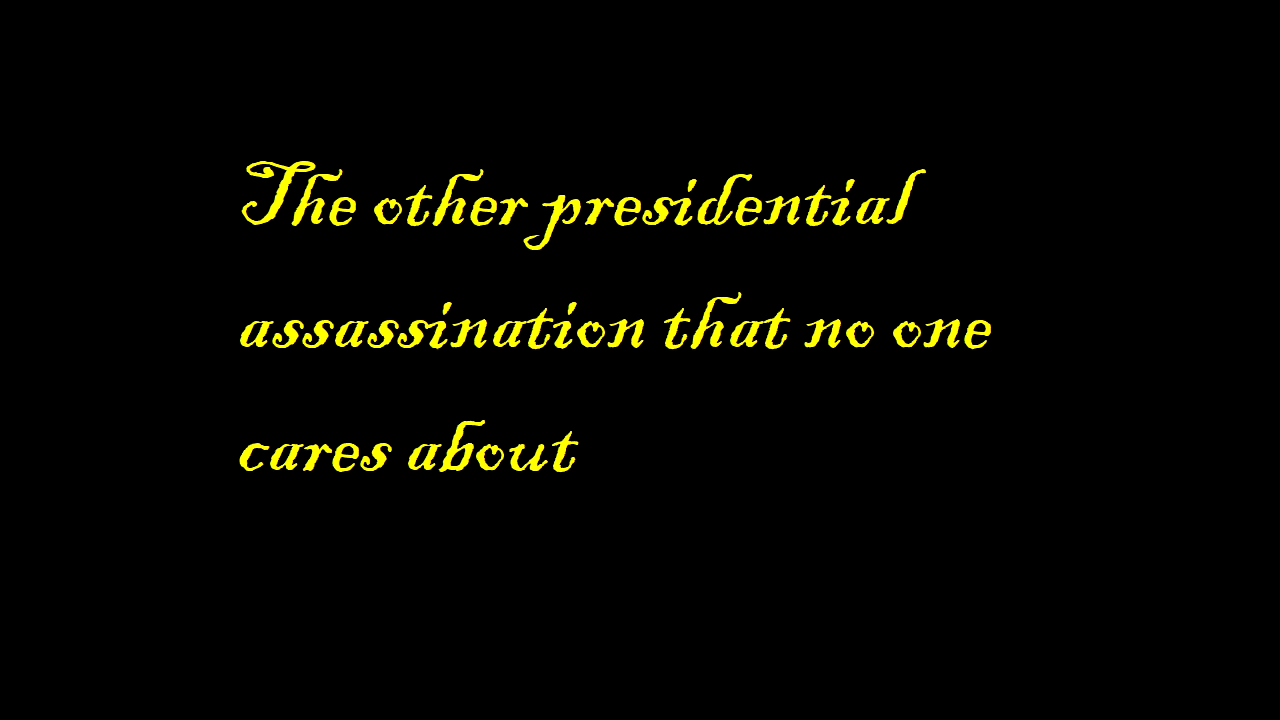 The other presidential
assassination that no one
cares about